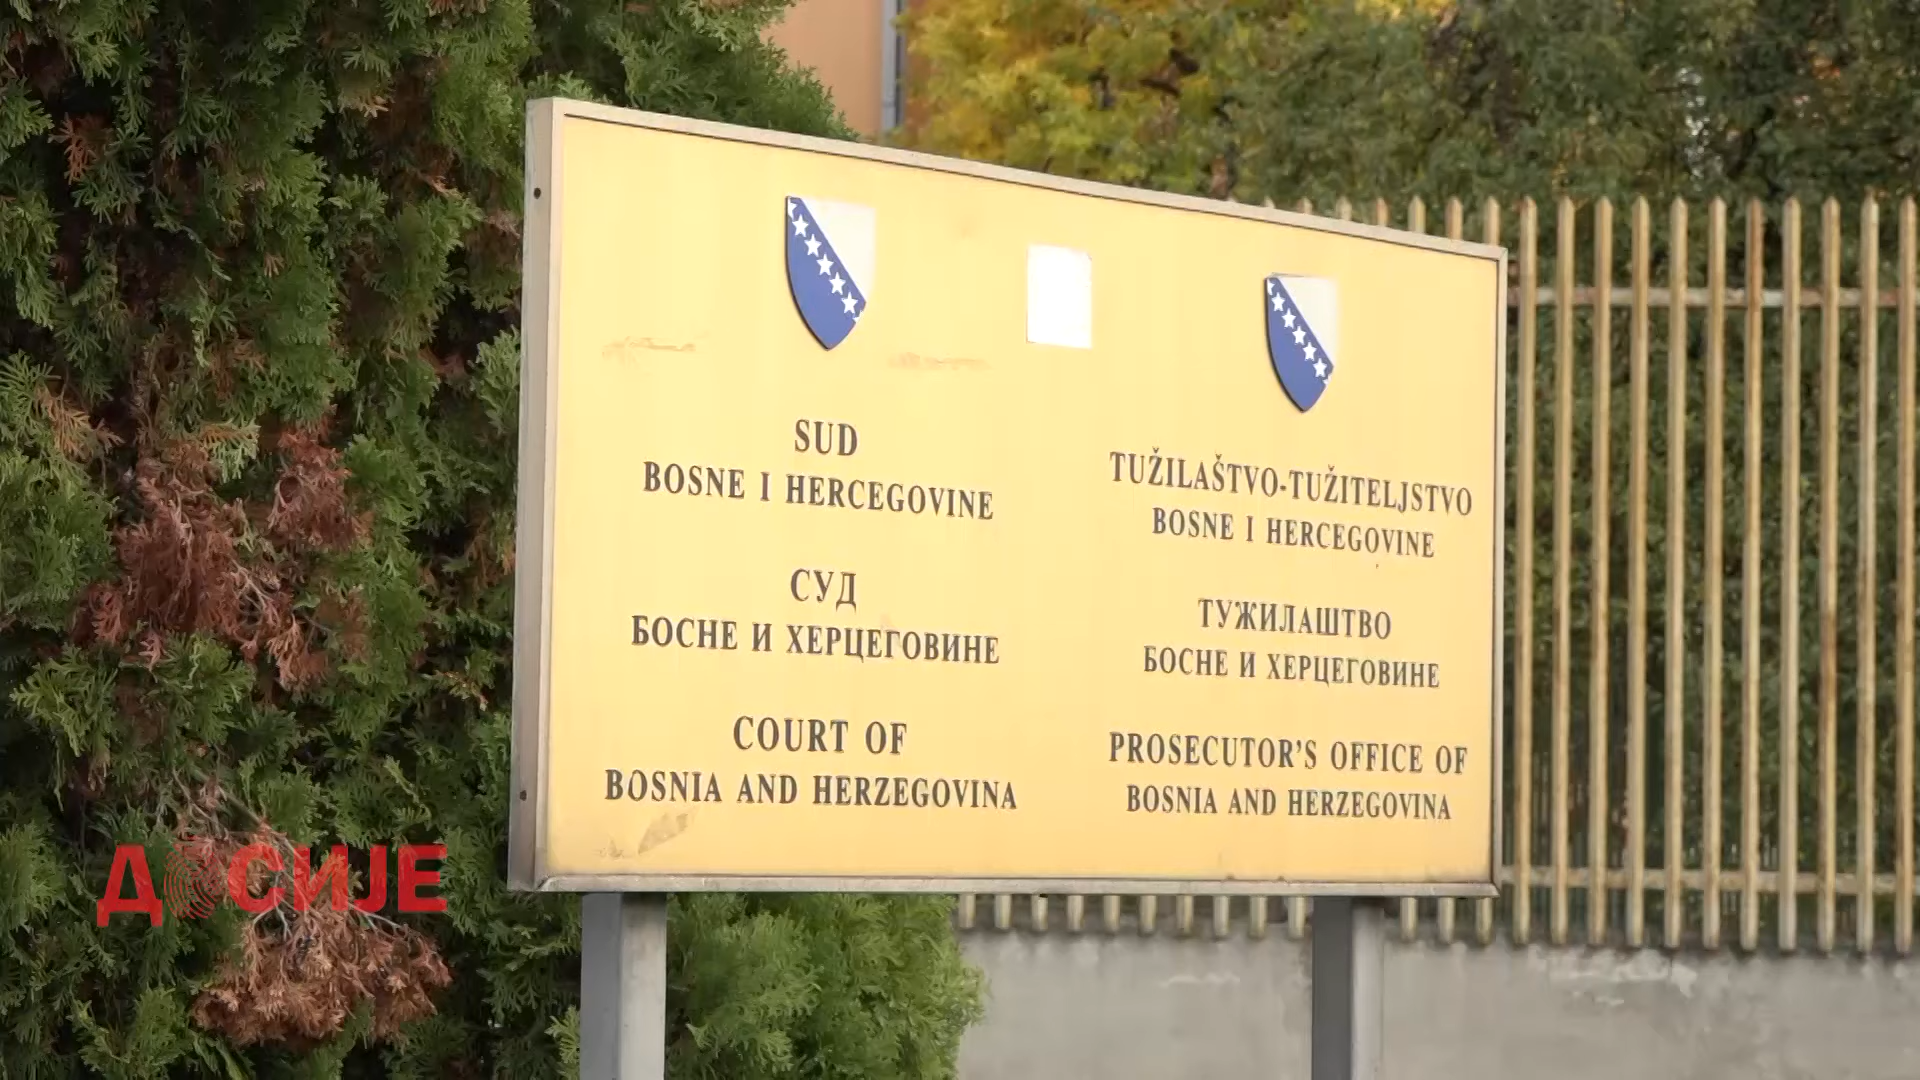 SUD
BOSNE I HERCEGOVINE
СУД
БОСНЕ И ХЕРЦЕГОВИНЕ
COURT OF
BOSNIA AND HERZEGOVINA
TUŽILAŠTVO-TUŽITELJSTVO
BOSNE I HERCEGOVINE
ТУЖИЛАШТВО
БОСНЕ И ХЕРЦЕГОВИНЕ
PROSECUTOR'S OFFICE OF
BOSNIA AND HERZEGOVINA
ДОСИЈЕ